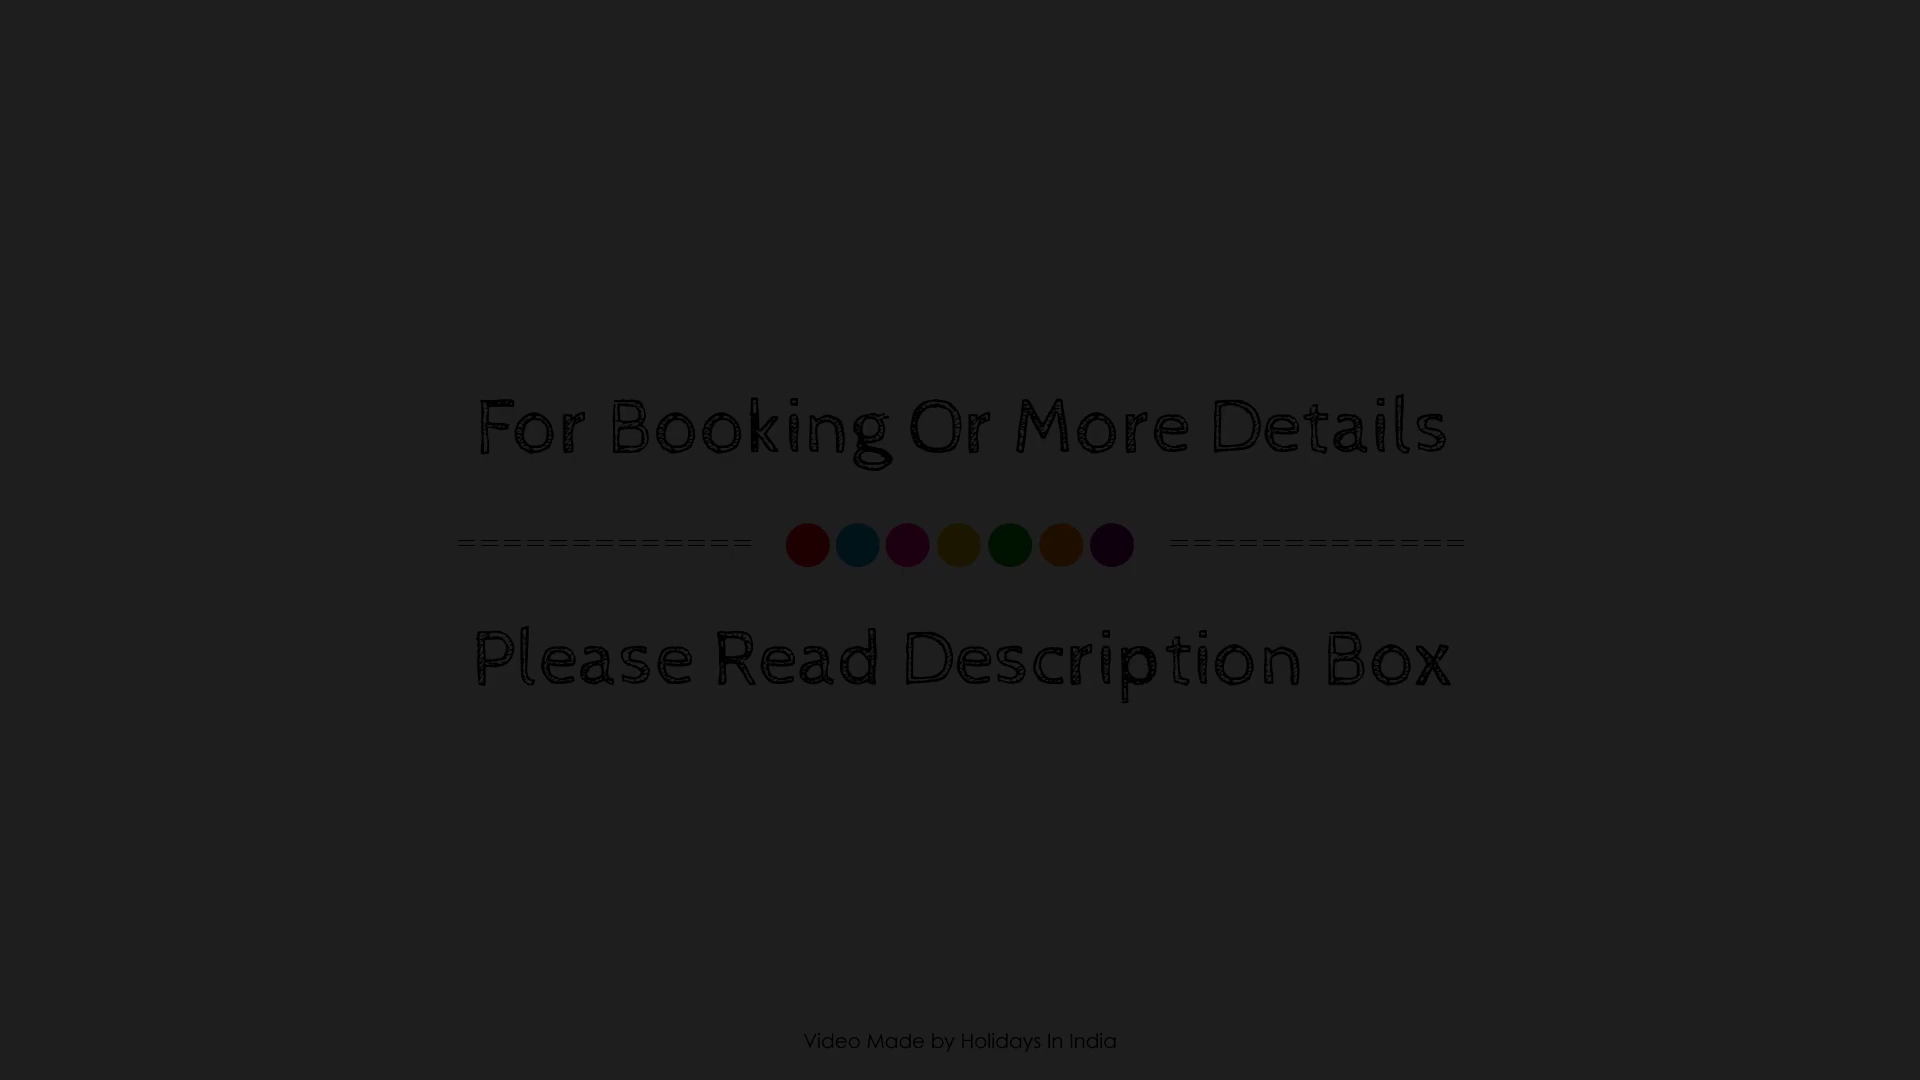 For Booking Or More Details
============= =============
Please Read Description Box
Video Made by Holidays In India